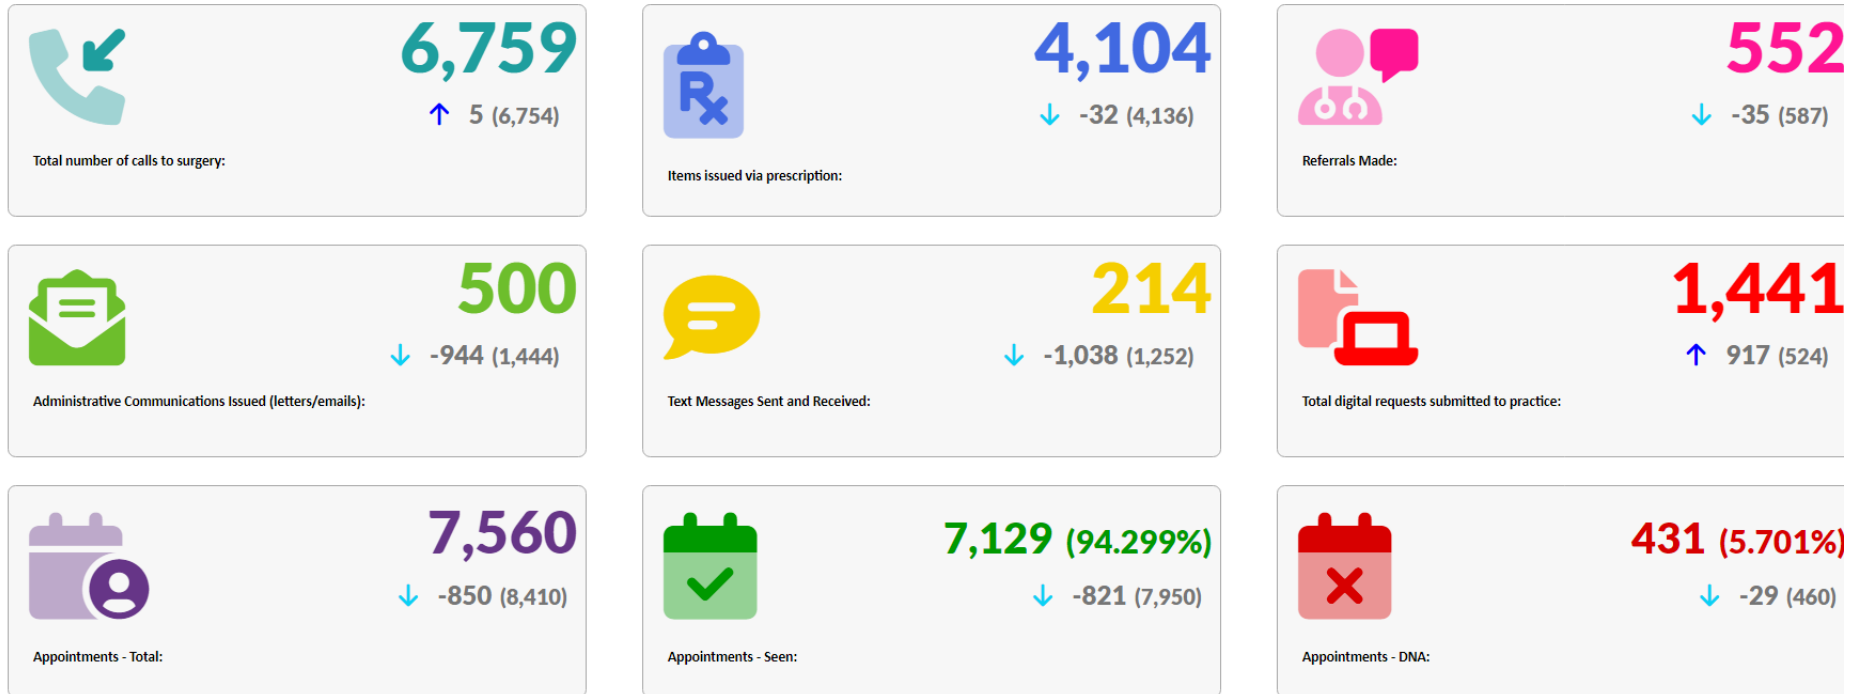 6,759
5 (6,754)
Total number of calls to surgery:
4,104
-32 (4,136)
Items issued via prescription:
552
-35 (587)
Referrals Made:
500
-944 (1,444)
Administrative Communications Issued (letters/emails):
214
-1,038 (1,252)
Text Messages Sent and Received:
1,441
917 (524)
Total digital requests submitted to practice:
7,560
-850 (8,410)
Appointments - Total:
7,129 (94.299%)
-821 (7,950)
Appointments - Seen:
431 (5.701%)
-29 (460)
Appointments - DNA: